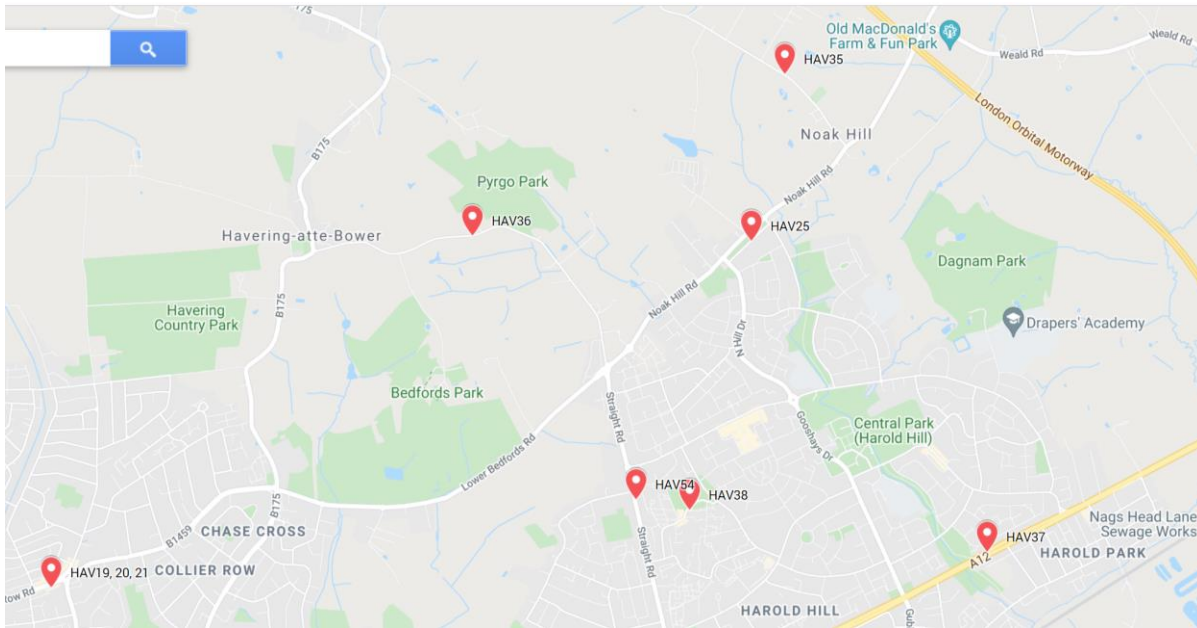 Old MacDonald's
Farm & Fun Park
HAV35
Weald Rd
Weald Rd
London Orbital Motorway
Noak Hill
B175
B175
Pyrgo Park
HAV36
Noak Hill Rd
HAV25
Havering-atte-Bower
Dagnam Park
Havering
Country Park
B175
Noak Hill Rd
N Hill Dr
Drapers' Academy
Bedfords Park
Straight Rd
Gooshays Dr
Central Park
(Harold Hill)
Lower Bedfords Rd
HAV54
HAV38
B175
Straight Rd
CHASE CROSS
B1459
Nags Head Lane
Sewage Works
HAV37
HAROLD PARK
A12
HAV19, 20, 21
COLLIER ROW
tow Rd
HAROLD HILL
Gub